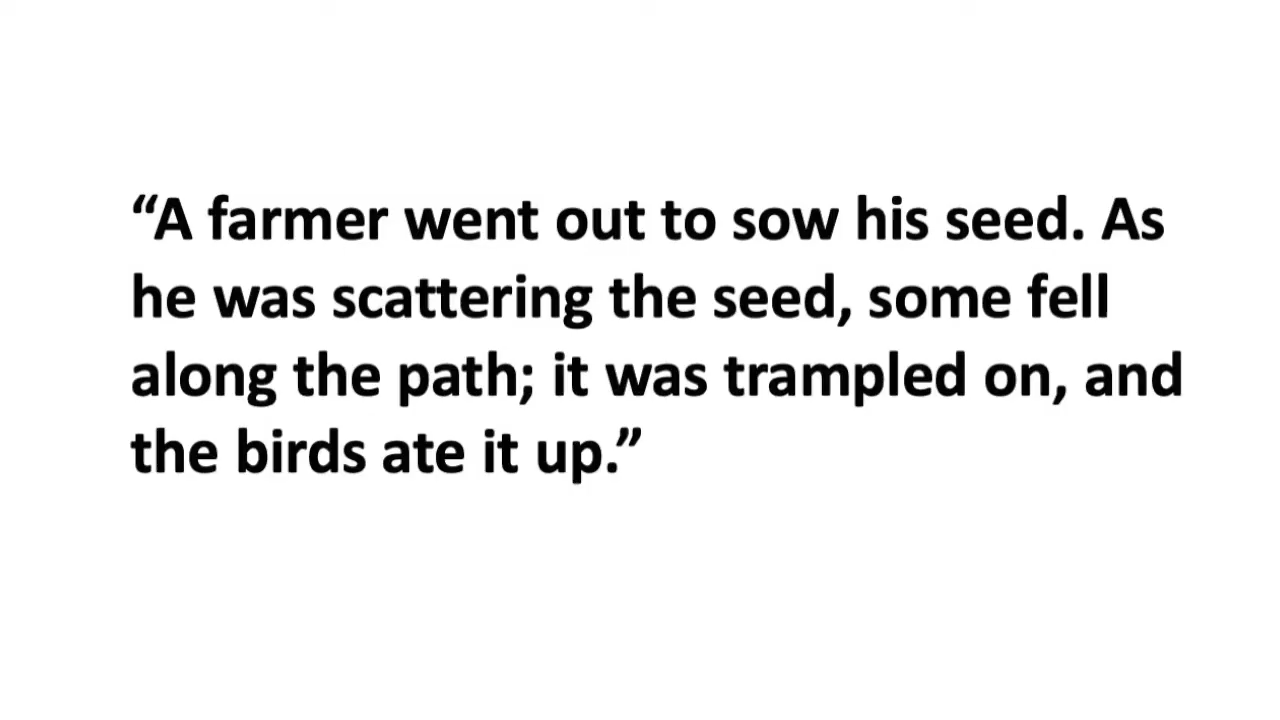 “A farmer went out to sow his seed. As
he was scattering the seed, some fell
along the path; it was trampled on, and
the birds ate it up.”